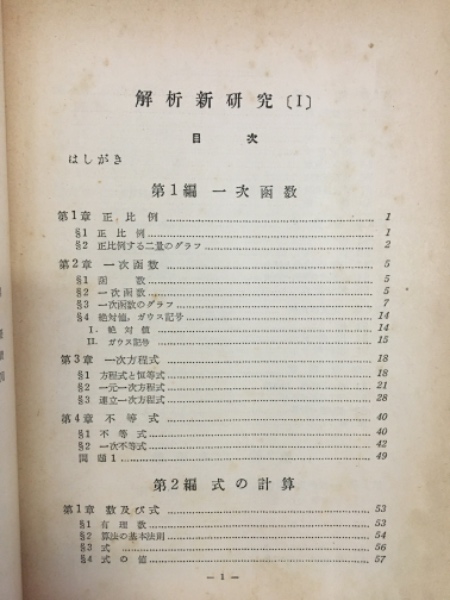 解析新研究〔I〕
目次
はしがき
第1編 一次函数
第1章 正比例 1
§1 正比例 1
§2 正比例する二量のグラフ 2
第2章 一次函数 5
§1 函数 5
§2 一次函数 5
§3 一次函数のグラフ 7
§4 絶対値，ガウス記号 14
I. 絶対値 14
II. ガウス記号 15
第3章 一次方程式 18
§1 方程式と恒等式 18
§2 一元一次方程式 21
§3 連立一次方程式 28
第4章 不等式 40
§1 不等式 40
§2 一次不等式 42
問題1 49
第2編 式の計算
第1章 数及び式 53
§1 有理数 53
§2 算法の基本法則 54
§3 式 56
§4 式の値 57
— 1 —